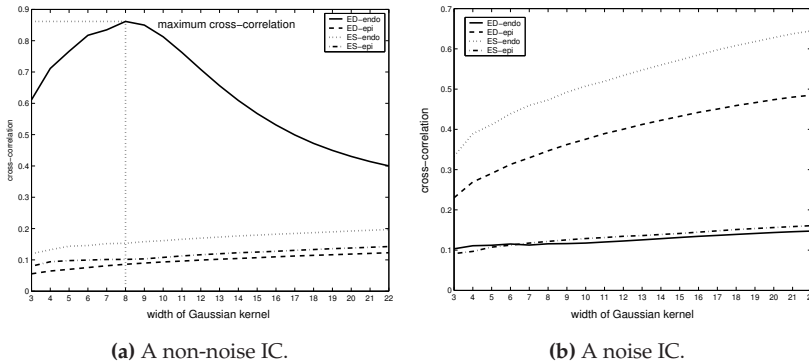 maximum cross−correlation
ED−endo
ED−epi
ES−endo
ES−epi
cross−correlation
1
0.9
0.8
0.7
0.6
0.5
0.4
0.3
0.2
0.1
0
3 4 5 6 7 8 9 10 11 12 13 14 15 16 17 18 19 20 21 22
width of Gaussian kernel
(a) A non-noise IC.
ED−endo
ED−epi
ES−endo
ES−epi
cross−correlation
0.7
0.6
0.5
0.4
0.3
0.2
0.1
0
3 4 5 6 7 8 9 10 11 12 13 14 15 16 17 18 19 20 21
width of Gaussian kernel
(b) A noise IC.